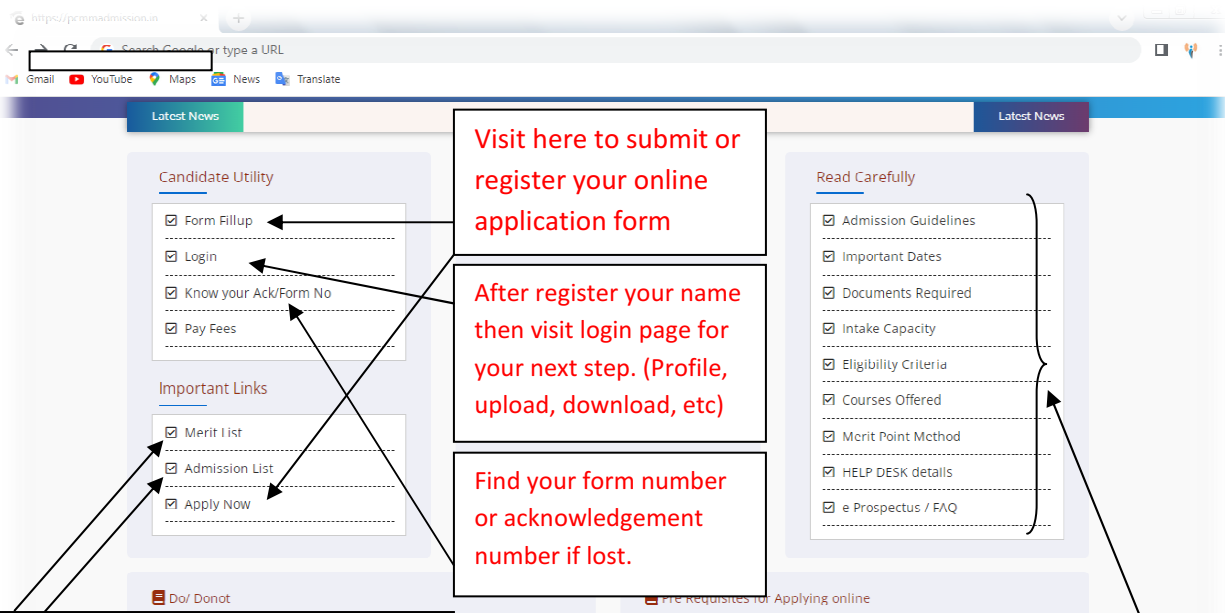 https://pcmmadmission.in
Search Google or type a URL
Gmail YouTube Maps News Translate
Latest News
Latest News
Candidate Utility
Form Fillup
Login
Know your Ack/Form No
Pay Fees
Important Links
Merit List
Admission List
Apply Now
Visit here to submit or
register your online
application form
After register your name
then visit login page for
your next step. (Profile,
upload, download, etc)
Find your form number
or acknowledgement
number if lost.
Read Carefully
Admission Guidelines
Important Dates
Documents Required
Intake Capacity
Eligibility Criteria
Courses Offered
Merit Point Method
HELP DESK details
e Prospectus / FAQ
Do/ Donot
Pre Requisites for Applying online